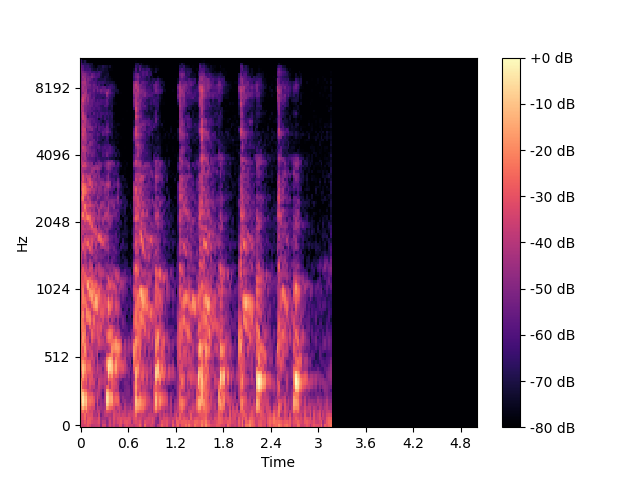 +0 dB
8192
-10 dB
4096
-20 dB
-30 dB
2048
Hz
-40 dB
1024
-50 dB
-60 dB
512
-70 dB
0
-80 dB
0 0.6 1.2 1.8 2.4 3 3.6 4.2 4.8
Time